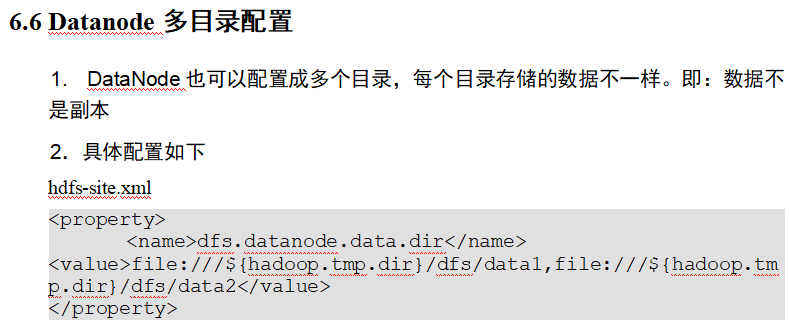 6.6 Datanode 多目录配置
1. DataNode 也可以配置成多个目录，每个目录存储的数据不一样。即：数据不
是副本
2．具体配置如下
hdfs-site.xml
<property>
<name>dfs.datanode.data.dir</name>
<value>file:///${hadoop.tmp.dir}/dfs/data1,file:///${hadoop.tm
p.dir}/dfs/data2</value>
</property>